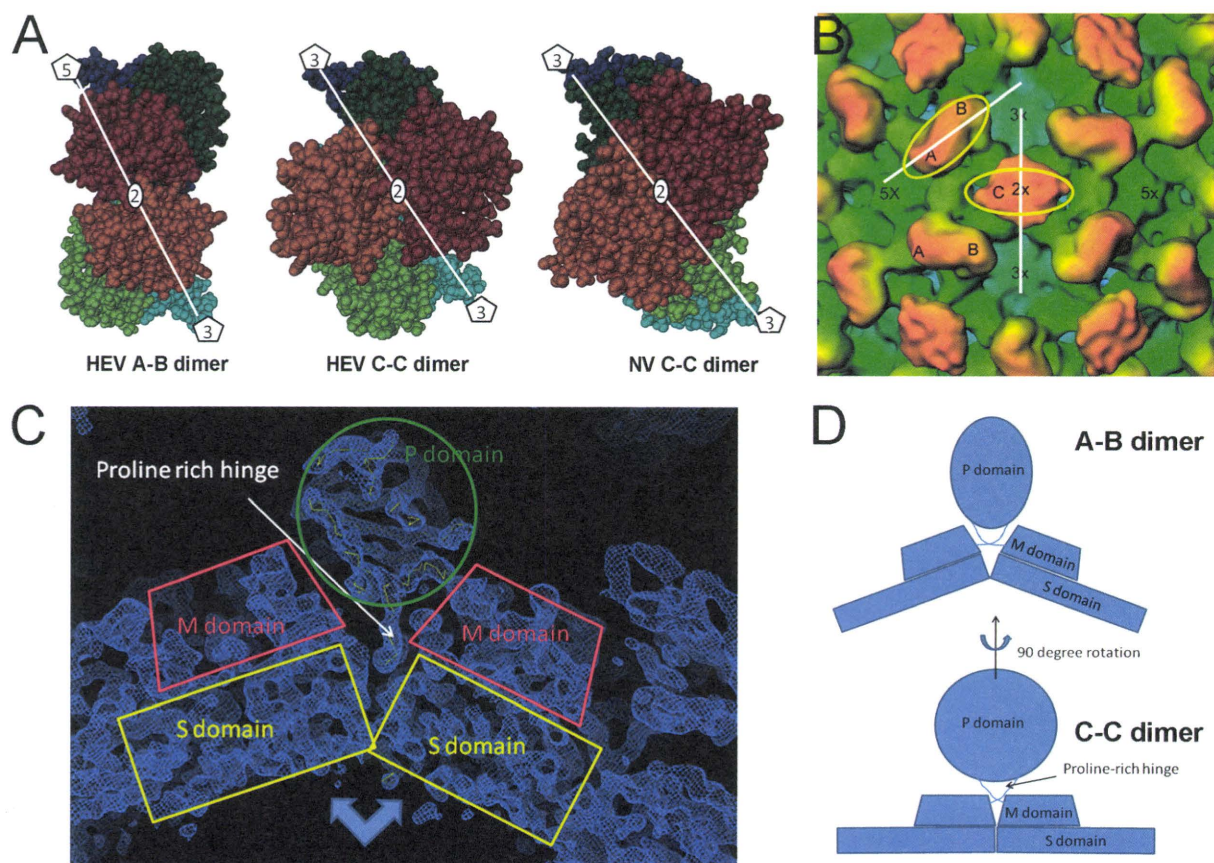 A
5
2
3
HEV A-B dimer
3
2
3
HEV C-C dimer
3
2
3
NV C-C dimer
B
B
A
5X
3x
C
2x
5x
A
B
3x
C
Proline rich hinge
P domain
M domain
M domain
S domain
S domain
D
A-B dimer
P domain
M domain
S domain
90 degree rotation
P domain
C-C dimer
Proline-rich hinge
M domain
S domain